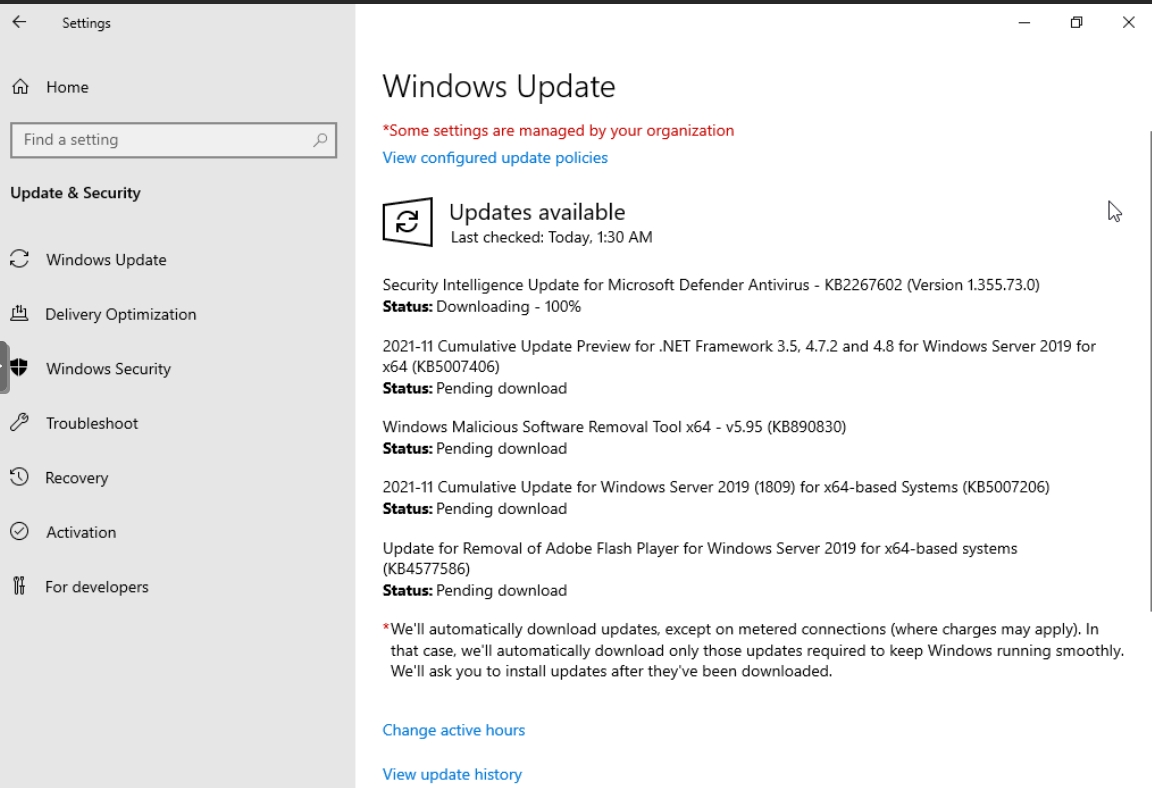 Settings
Home
Find a setting
Update & Security
Windows Update
Delivery Optimization
Windows Security
Troubleshoot
Recovery
Activation
For developers
Windows Update
*Some settings are managed by your organization
View configured update policies
Updates available
Last checked: Today, 1:30 AM
Security Intelligence Update for Microsoft Defender Antivirus - KB2267602 (Version 1.355.73.0)
Status: Downloading - 100%
2021-11 Cumulative Update Preview for .NET Framework 3.5, 4.7.2 and 4.8 for Windows Server 2019 for
x64 (KB5007406)
Status: Pending download
Windows Malicious Software Removal Tool x64 - v5.95 (KB890830)
Status: Pending download
2021-11 Cumulative Update for Windows Server 2019 (1809) for x64-based Systems (KB5007206)
Status: Pending download
Update for Removal of Adobe Flash Player for Windows Server 2019 for x64-based systems
(KB4577586)
Status: Pending download
*We'll automatically download updates, except on metered connections (where charges may apply). In
that case, we'll automatically download only those updates required to keep Windows running smoothly.
We'll ask you to install updates after they've been downloaded.
Change active hours
View update history